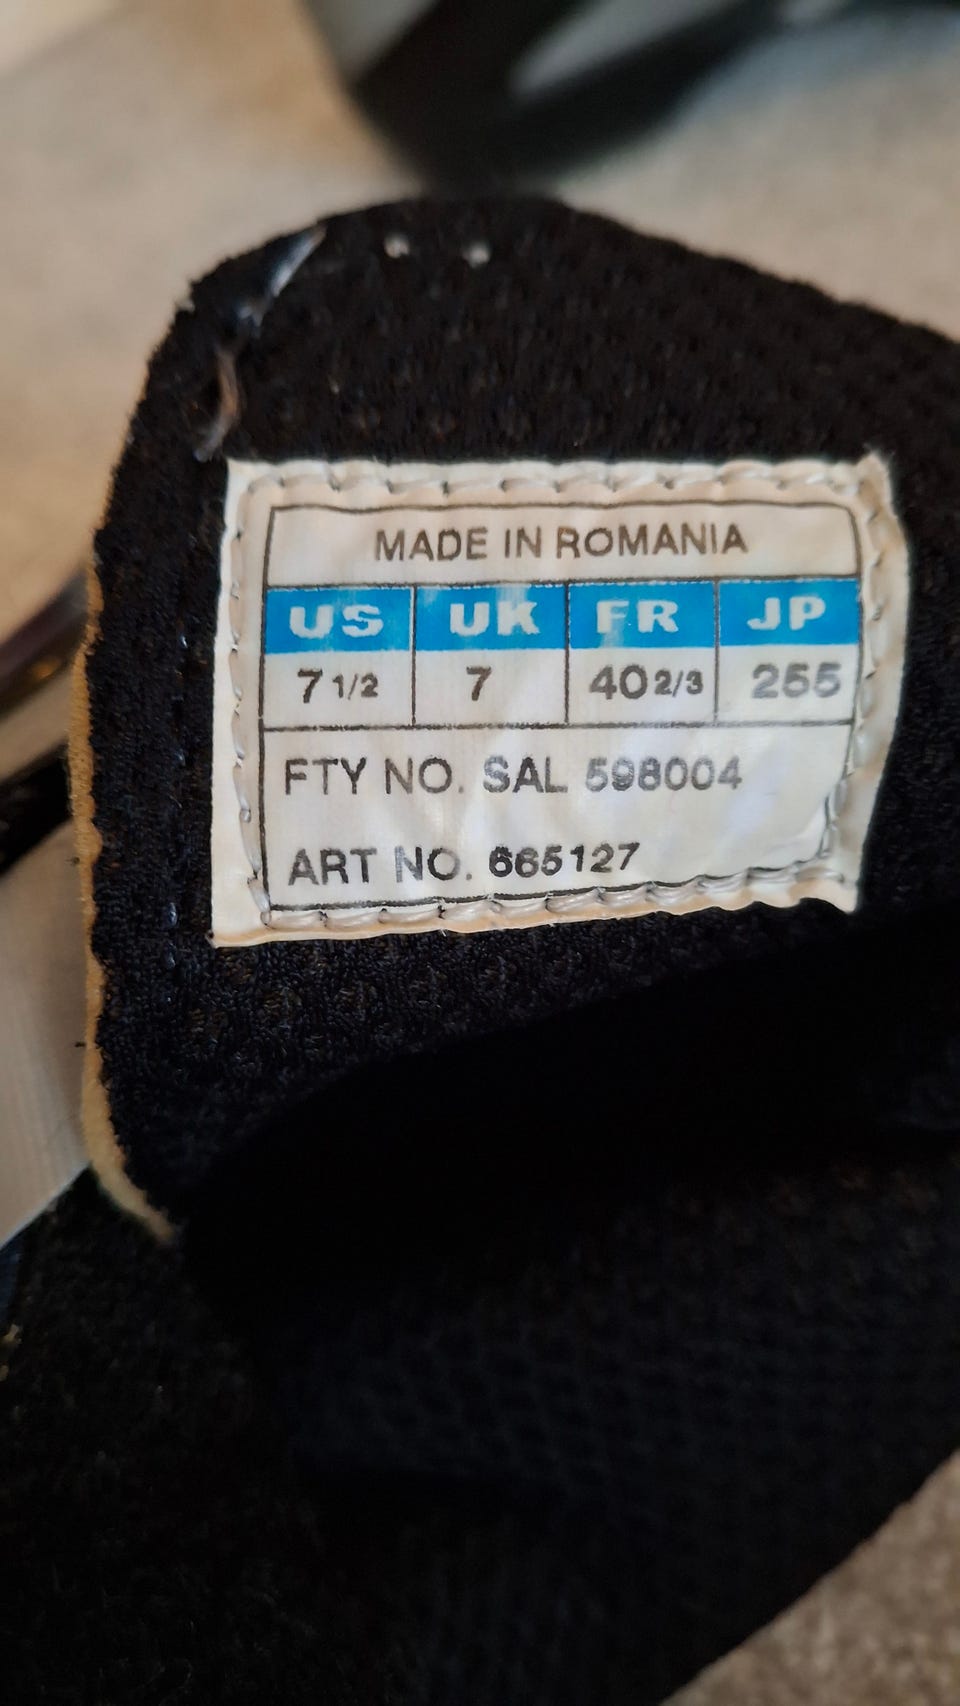 MADE IN ROMANIA
US UK FR JP
7 1/2 7 40 2/3 255
FTY NO. SAL 598004
ART NO. 665127